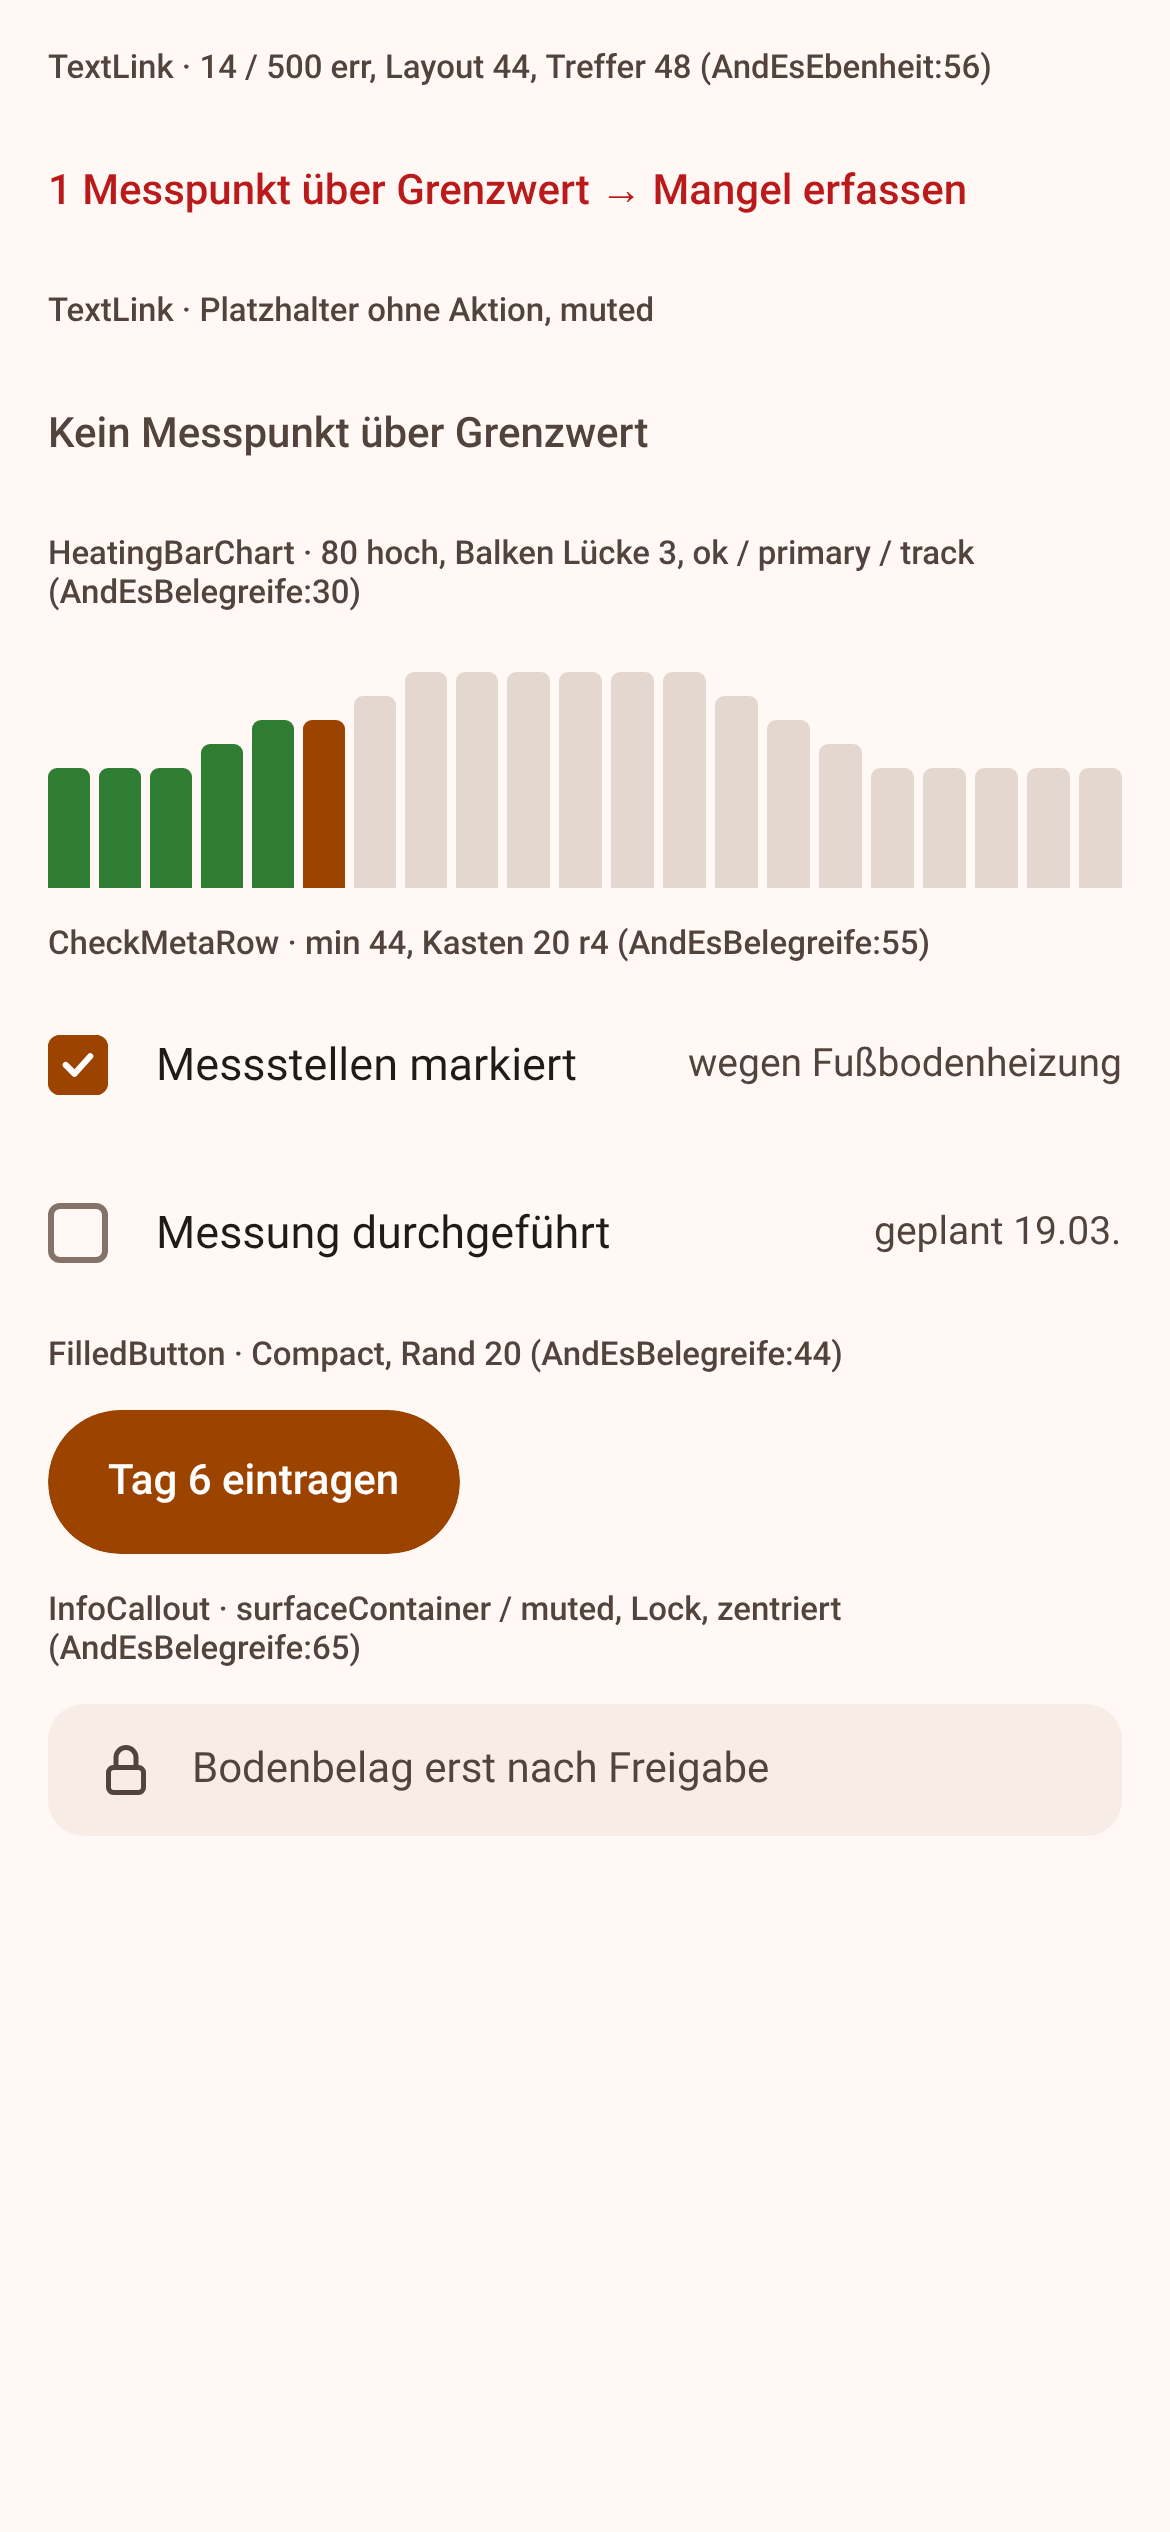 TextLink · 14 / 500 err, Layout 44, Treffer 48 (AndEsEbenheit:56)
1 Messpunkt über Grenzwert → Mangel erfassen
TextLink · Platzhalter ohne Aktion, muted
Kein Messpunkt über Grenzwert
HeatingBarChart · 80 hoch, Balken Lücke 3, ok / primary / track
(AndEsBelegreife:30)
CheckMetaRow · min 44, Kasten 20 r4 (AndEsBelegreife:55)
Messstellen markiert wegen Fußbodenheizung
Messung durchgeführt geplant 19.03.
FilledButton · Compact, Rand 20 (AndEsBelegreife:44)
Tag 6 eintragen
InfoCallout · surfaceContainer / muted, Lock, zentriert
(AndEsBelegreife:65)
Bodenbelag erst nach Freigabe